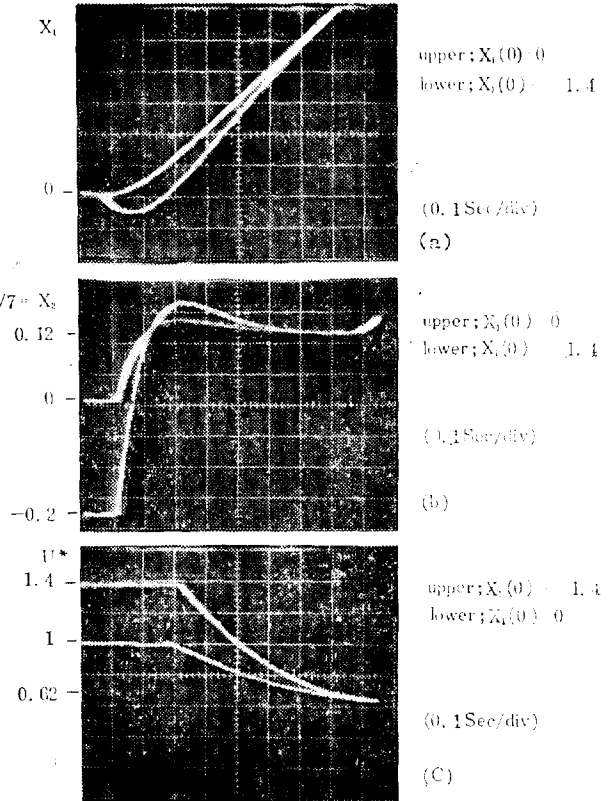 X₁
upper; X₁(0) 0
lower; X₁(0) 1.4
0
(0.1Sec/div)
(a)
/7= X₂
0.12
upper; X₁(0) 0
lower; X₁(0) 1.4
0
(0.1Sec/div)
-0.2
(b)
U*
1.4
upper; X₁(0) 1.4
lower; X₁(0) 0
1
0.62
(0.1Sec/div)
(C)